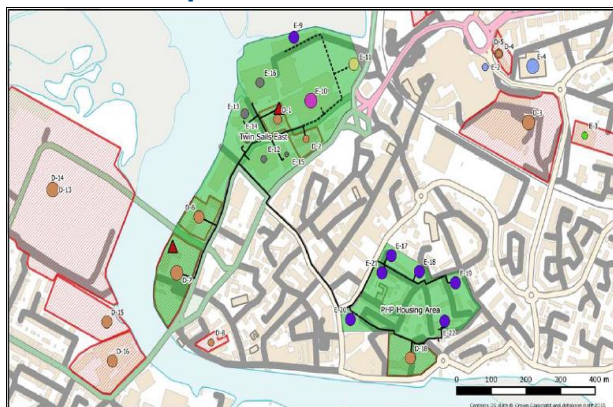 E-9
E-11
E-16
E-10
D-5
D-4
E-2
E-4
E-13
D-1
D-3
E-14
Twin Sails East
D-2
E-12
E-15
D-14
D-13
D-6
E-17
E-18
E-21
E-19
D-7
PHP Housing Area
E-20
D-15
D-8
D-18
D-16
0 100 200 300 400 m